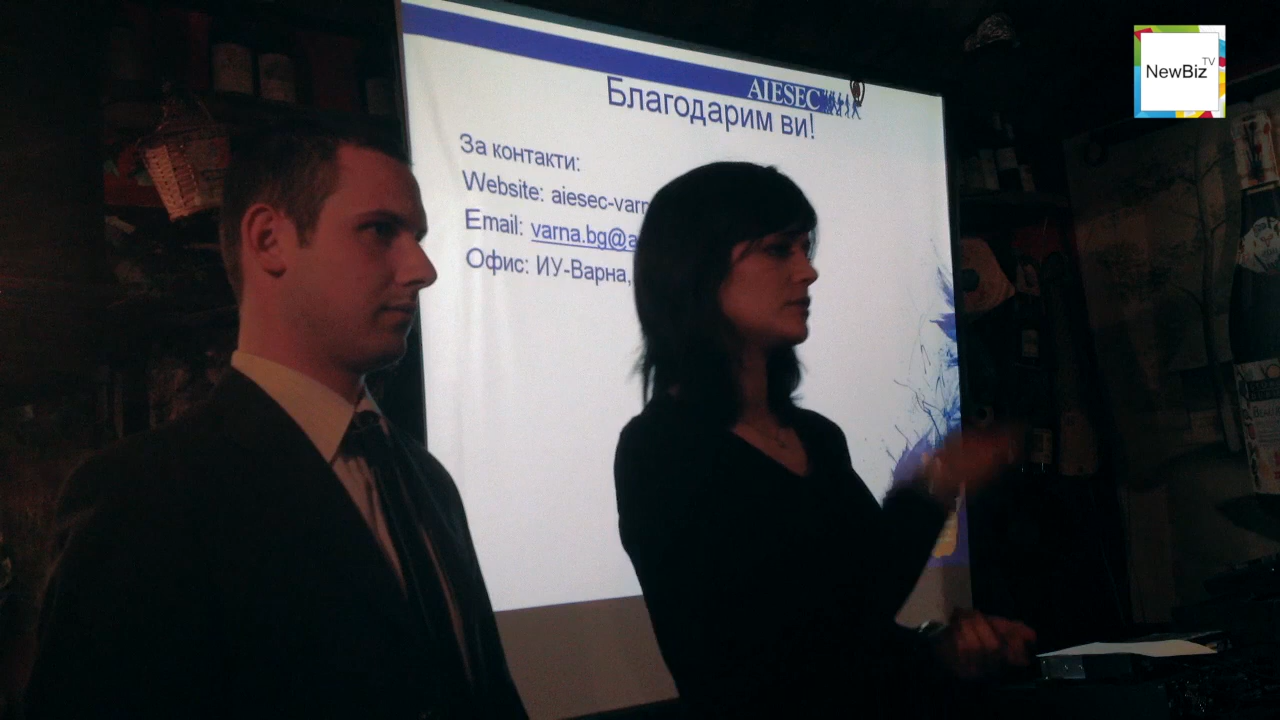 AIESEC
Благодарим ви!
За контакти:
Website: aiesec-varn
Email: varna.bg@a
Офис: ИУ-Варна,
NewBiz TV